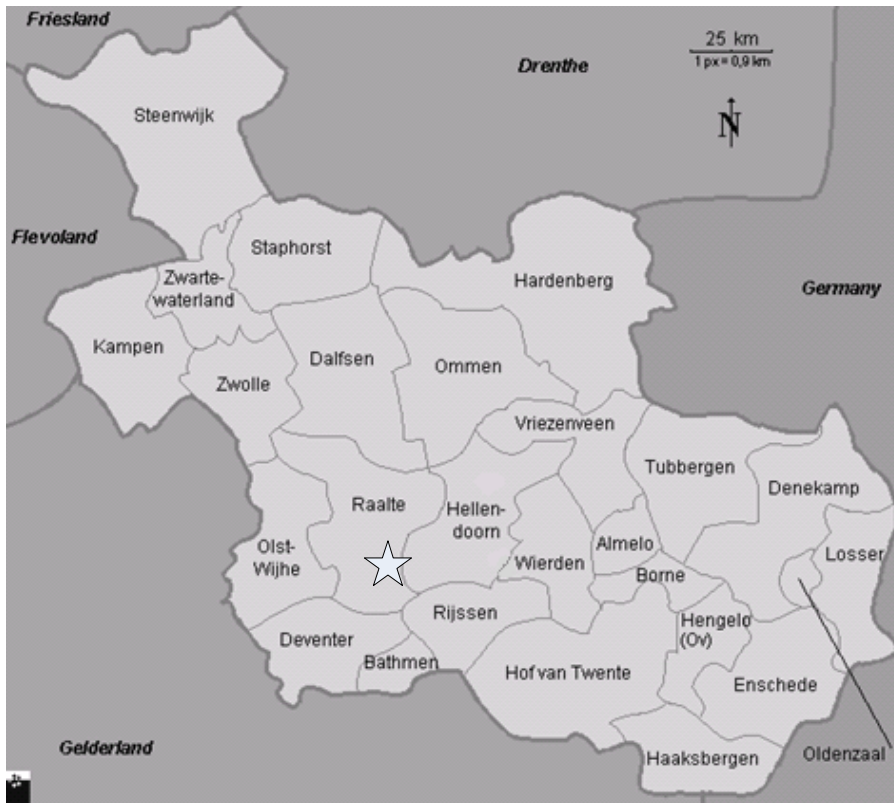 Friesland
25 km
1 px = 0,9 km
Drenthe
N
Steenwijk
Flevoland
Staphorst
Zwarte-
waterland
Hardenberg
Germany
Kampen
Dalfsen
Ommen
Zwolle
Vriezenveen
Tubbergen
Denekamp
Raalte
Hellen-
doorn
Olst-
Wijhe
Wierden
Almelo
Losser
Borne
Rijssen
Hengelo
(Ov)
Deventer
Bathmen
Hof van Twente
Enschede
Gelderland
Haaksbergen
Oldenzaal